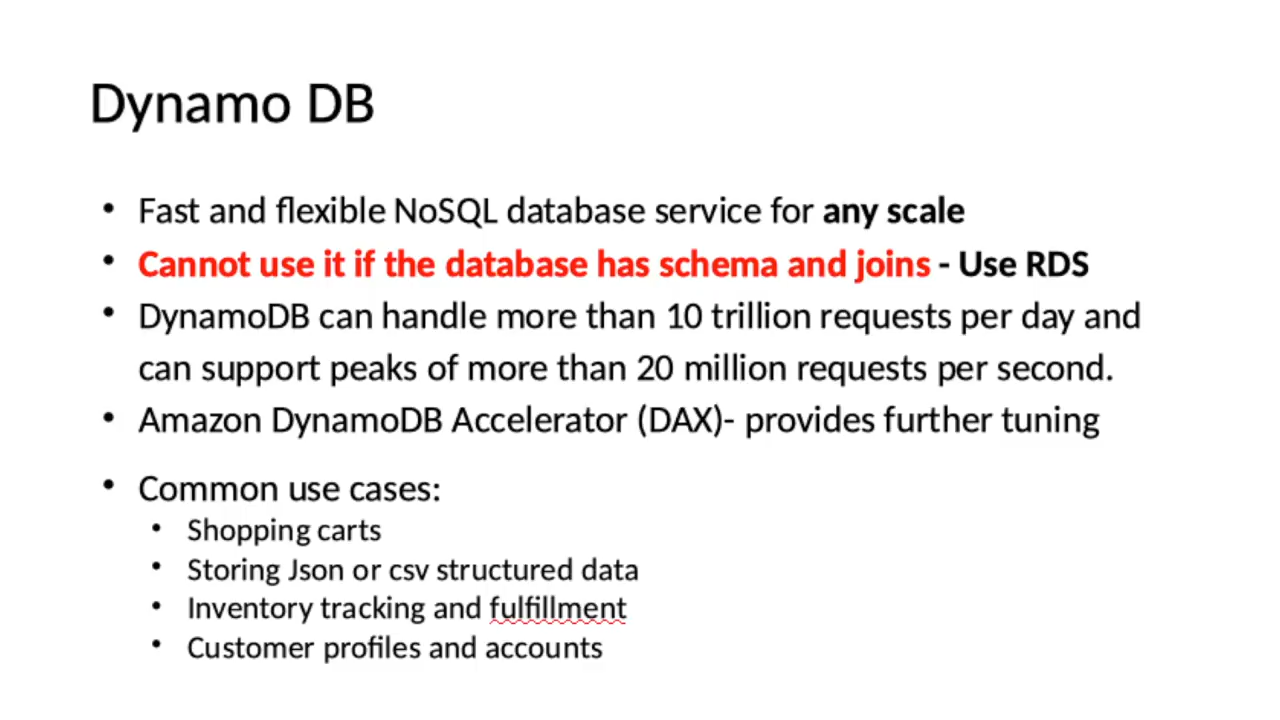 Dynamo DB
• Fast and flexible NoSQL database service for any scale
• Cannot use it if the database has schema and joins - Use RDS
• DynamoDB can handle more than 10 trillion requests per day and
can support peaks of more than 20 million requests per second.
• Amazon DynamoDB Accelerator (DAX)- provides further tuning
• Common use cases:
• Shopping carts
• Storing Json or csv structured data
• Inventory tracking and fulfillment
• Customer profiles and accounts